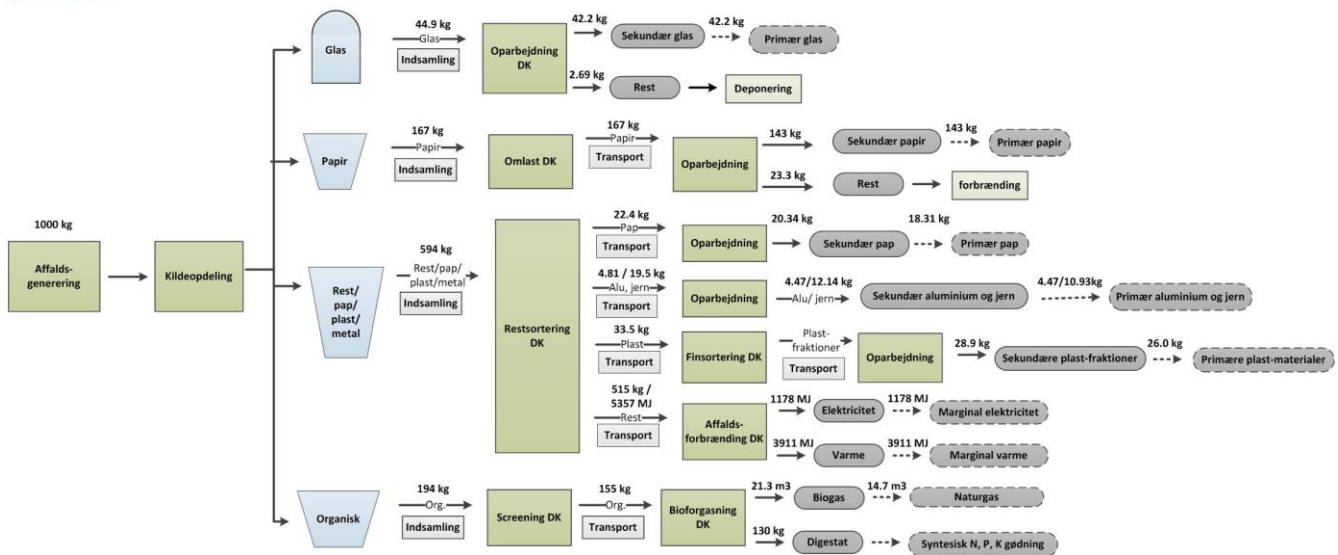 44.9 kg
Glas
Glas
Indsamling
Oparbejdning
DK
42.2 kg
Sekundær glas
42.2 kg
Primær glas
2.69 kg
Rest
Deponering
167 kg
Papir
Papir
Indsamling
Omlast DK
167 kg
Papir
Transport
Oparbejdning
143 kg
Sekundær papir
143 kg
Primær papir
23.3 kg
Rest
forbrænding
1000 kg
Affalds-
generering
Kildeopdeling
Rest/
pap/
plast/
metal
594 kg
Rest/pap/
plast/metal
Indsamling
Restsortering
DK
22.4 kg
Pap
Transport
Oparbejdning
20.34 kg
Sekundær pap
18.31 kg
Primær pap
4.81 / 19.5 kg
Alu, jern
Transport
Oparbejdning
4.47/12.14 kg
Alu/ jern
Sekundær aluminium og jern
4.47/10.93kg
Primær aluminium og jern
33.5 kg
Plast
Transport
Finsortering DK
Plast-
fraktioner
Transport
Oparbejdning
28.9 kg
Sekundære plast-fraktioner
26.0 kg
Primære plast-materialer
515 kg /
5357 MJ
Rest
Transport
Affalds-
forbrænding DK
1178 MJ
Elektricitet
1178 MJ
Marginal elektricitet
3911 MJ
Varme
3911 MJ
Marginal varme
Organisk
194 kg
Org.
Indsamling
Screening DK
155 kg
Org.
Transport
Bioforgasning
DK
21.3 m3
Biogas
14.7 m3
Naturgas
130 kg
Digestat
Syntesisk N, P, K gødning